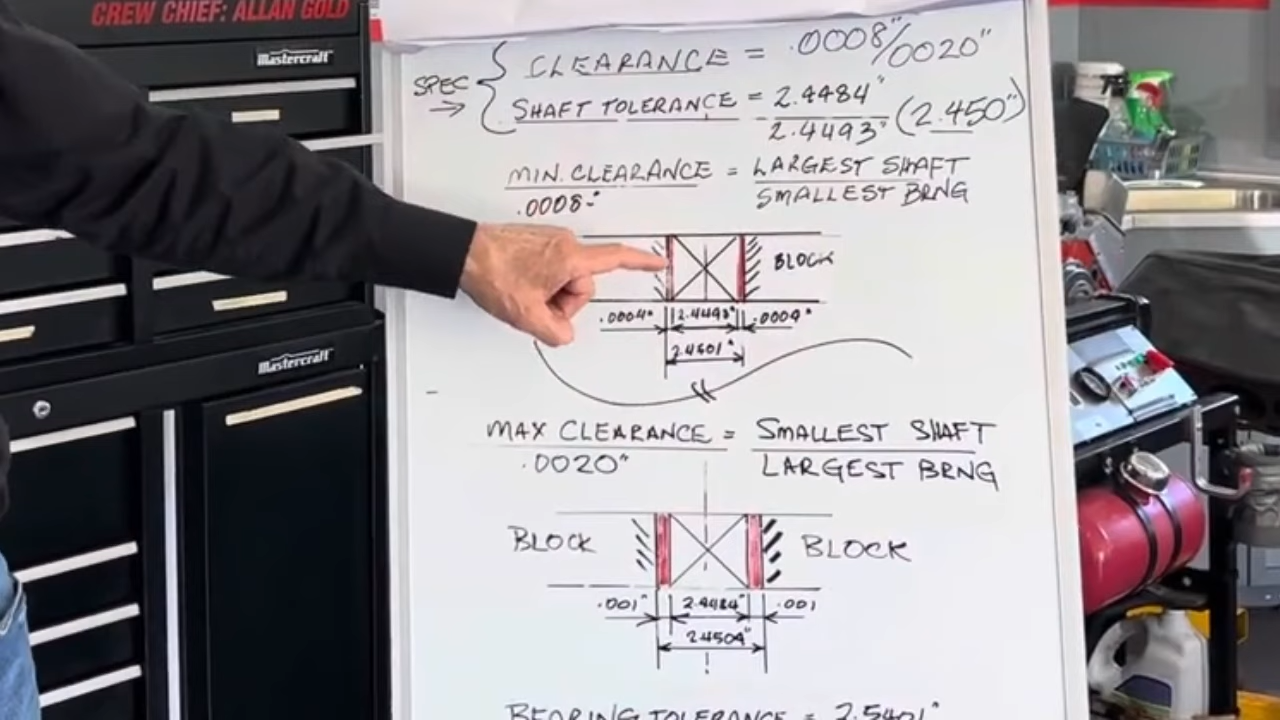 CREW CHIEF: ALLAN GOLD
Mastercraft
Mastercraft
SPEC → CLEARANCE = .0008"/0020"
SHAFT TOLERANCE = 2.4484" / 2.4493" (2.450")
MIN. CLEARANCE = LARGEST SHAFT
.0008" SMALLEST BRNG
BLOCK
.0004" 2.4493" .0004"
2.4501"
MAX CLEARANCE = SMALLEST SHAFT
.0020" LARGEST BRNG
BLOCK BLOCK
.001" 2.4484" .001
2.4504"
BEARING TOLERANCE = 2.5401"